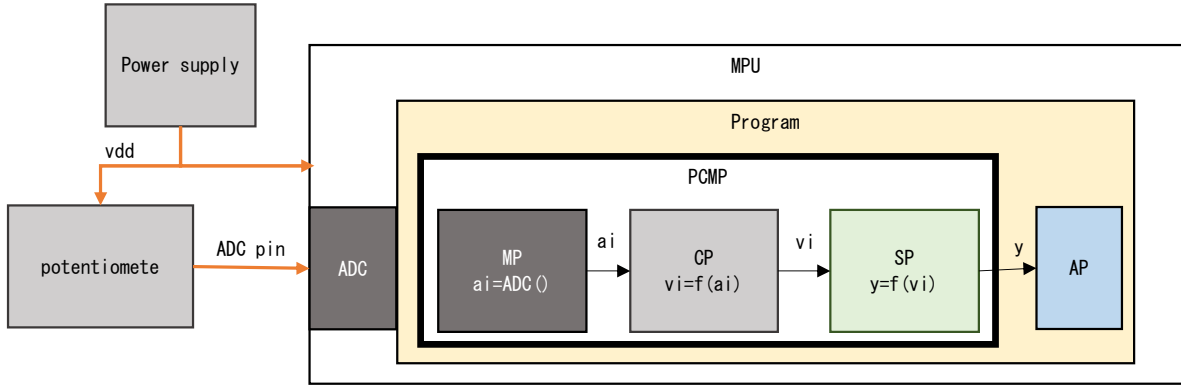 Power supply
MPU
Program
vdd
PCMP
potentiomete
ADC pin
ADC
MP
ai=ADC()
ai
CP
vi=f(ai)
vi
SP
y=f(vi)
y
AP